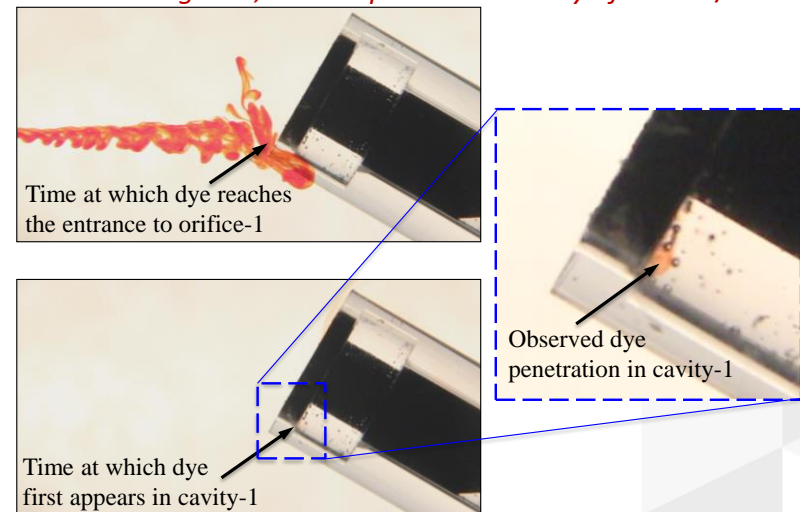 Time at which dye reaches
the entrance to orifice-1
Observed dye
penetration in cavity-1
Time at which dye
first appears in cavity-1